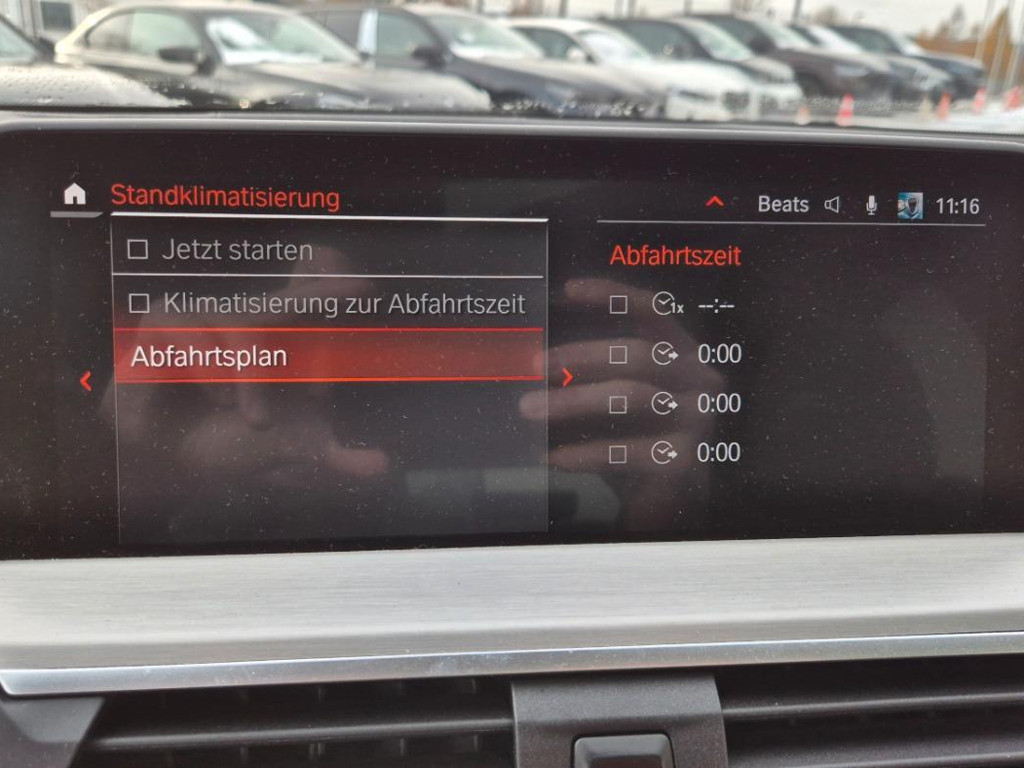 Standklimatisierung
Beats 11:16
Jetzt starten
Klimatisierung zur Abfahrtszeit
Abfahrtsplan
Abfahrtszeit
1x --:--
0:00
0:00
0:00